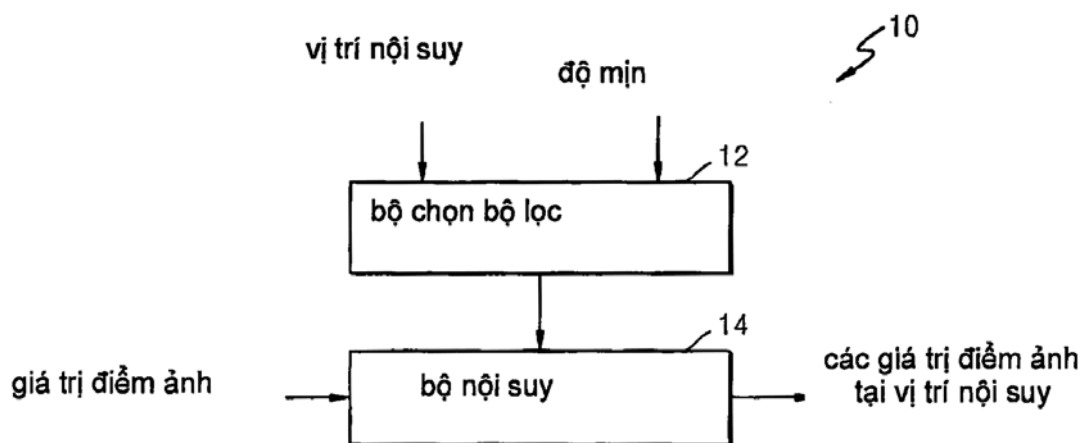 10
vị trí nội suy
độ mịn
12
bộ chọn bộ lọc
14
giá trị điểm ảnh
bộ nội suy
các giá trị điểm ảnh
tại vị trí nội suy